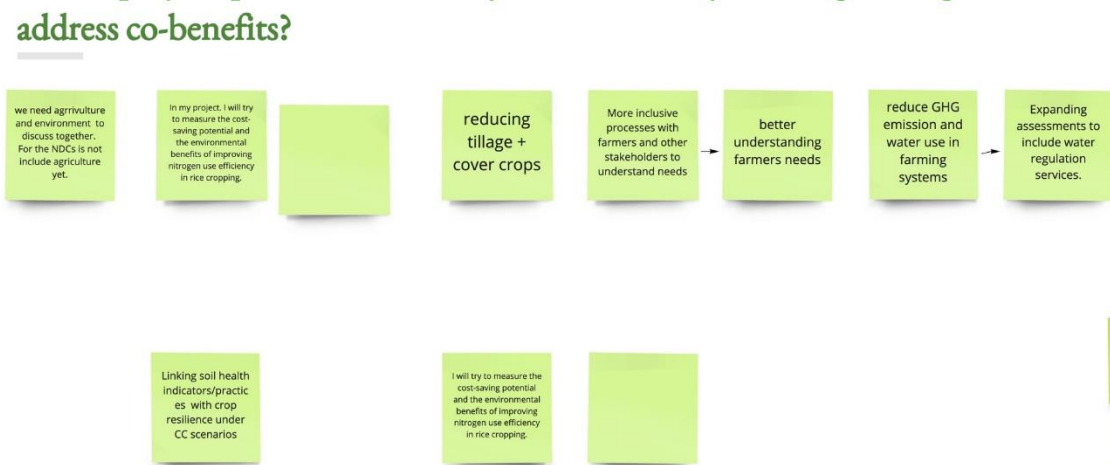 address co-benefits?
we need agrrivulture
and environment to
discuss together.
For the NDCs is not
include agriculture
yet.
In my project. I will try
to measure the cost-
saving potential and
the environmental
benefits of improving
nitrogen use efficiency
in rice cropping.
reducing
tillage +
cover crops
More inclusive
processes with
farmers and other
stakeholders to
understand needs
better
understanding
farmers needs
reduce GHG
emission and
water use in
farming
systems
Expanding
assessments to
include water
regulation
services.
Linking soil health
indicators/practic
es with crop
resilience under
CC scenarios
I will try to measure the
cost-saving potential
and the environmental
benefits of improving
nitrogen use efficiency
in rice cropping.